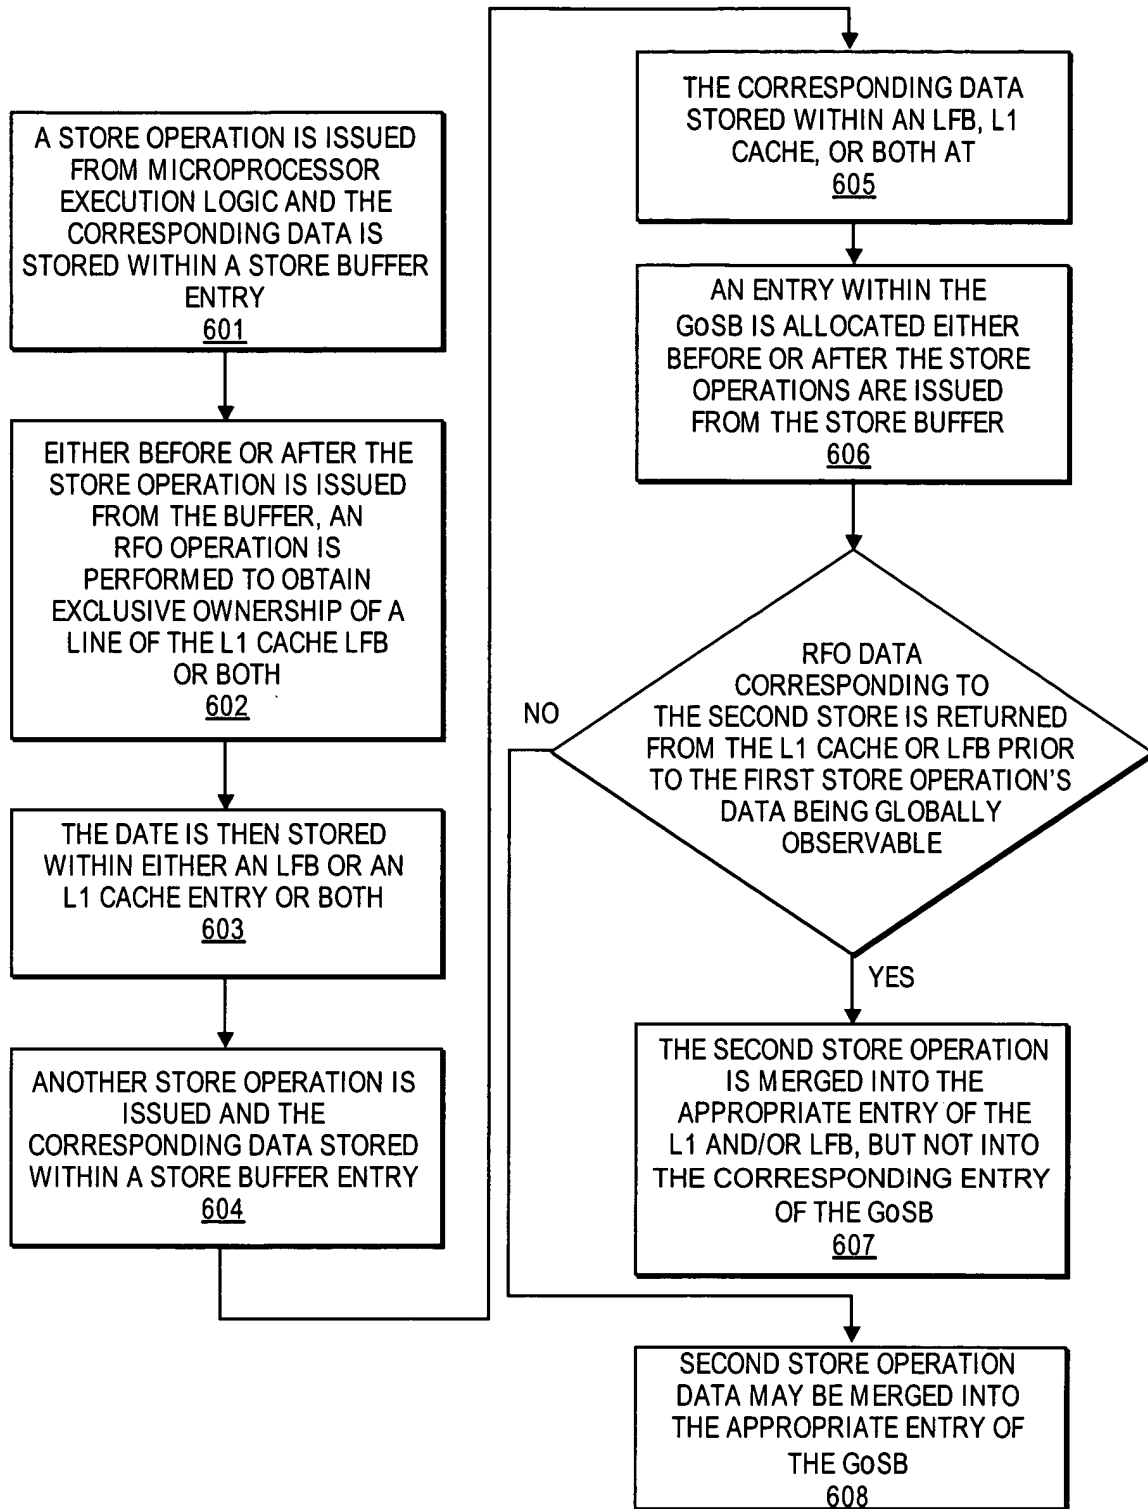 A STORE OPERATION IS ISSUED
FROM MICROPROCESSOR
EXECUTION LOGIC AND THE
CORRESPONDING DATA IS
STORED WITHIN A STORE BUFFER
ENTRY
601
EITHER BEFORE OR AFTER THE
STORE OPERATION IS ISSUED
FROM THE BUFFER, AN
RFO OPERATION IS
PERFORMED TO OBTAIN
EXCLUSIVE OWNERSHIP OF A
LINE OF THE L1 CACHE LFB
OR BOTH
602
THE DATE IS THEN STORED
WITHIN EITHER AN LFB OR AN
L1 CACHE ENTRY OR BOTH
603
ANOTHER STORE OPERATION IS
ISSUED AND THE
CORRESPONDING DATA STORED
WITHIN A STORE BUFFER ENTRY
604
THE CORRESPONDING DATA
STORED WITHIN AN LFB, L1
CACHE, OR BOTH AT
605
AN ENTRY WITHIN THE
GoSB IS ALLOCATED EITHER
BEFORE OR AFTER THE STORE
OPERATIONS ARE ISSUED
FROM THE STORE BUFFER
606
RFO DATA
CORRESPONDING TO
THE SECOND STORE IS RETURNED
FROM THE L1 CACHE OR LFB PRIOR
TO THE FIRST STORE OPERATION'S
DATA BEING GLOBALLY
OBSERVABLE
NO
YES
THE SECOND STORE OPERATION
IS MERGED INTO THE
APPROPRIATE ENTRY OF THE
L1 AND/OR LFB, BUT NOT INTO
THE CORRESPONDING ENTRY
OF THE GoSB
607
SECOND STORE OPERATION
DATA MAY BE MERGED INTO
THE APPROPRIATE ENTRY OF
THE GoSB
608